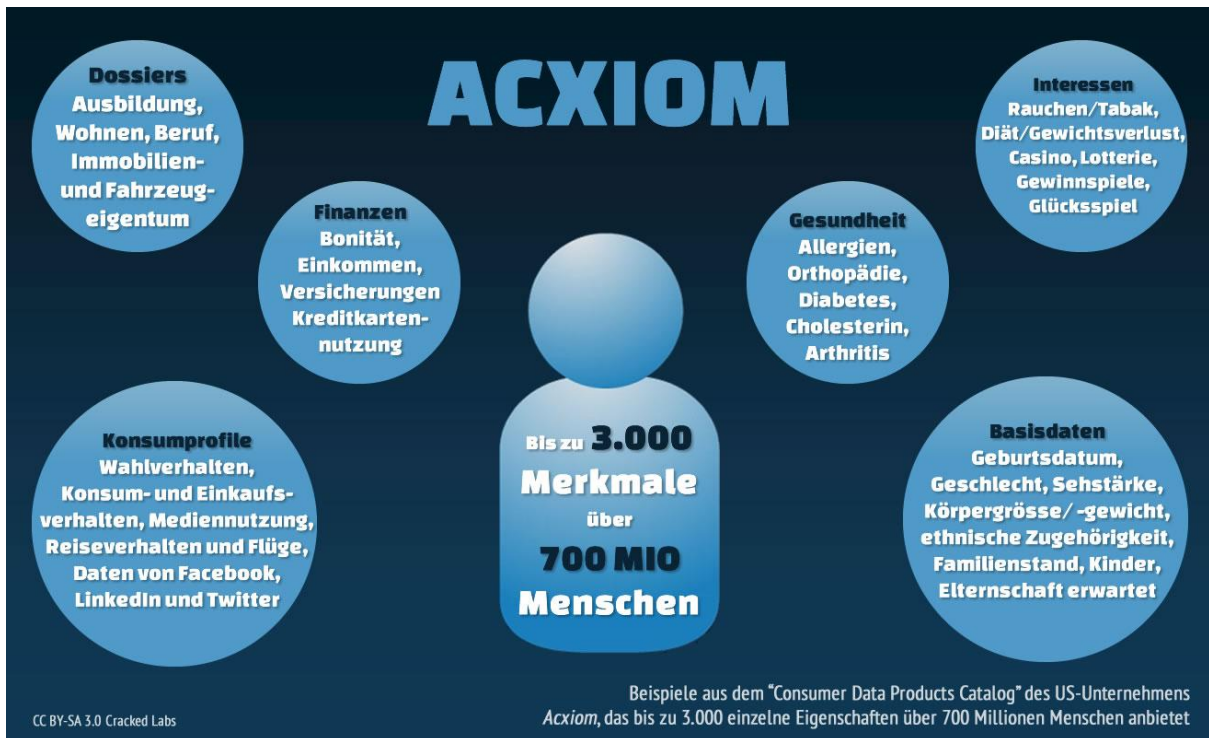 ACXIOM
Dossiers
Ausbildung,
Wohnen, Beruf,
Immobilien-
und Fahrzeug-
eigentum
Finanzen
Bonität,
Einkommen,
Versicherungen
Kreditkarten-
nutzung
Konsumprofile
Wahlverhalten,
Konsum- und Einkaufs-
verhalten, Mediennutzung,
Reiseverhalten und Flüge,
Daten von Facebook,
LinkedIn und Twitter
Bis zu 3.000
Merkmale
über
700 MIO
Menschen
Gesundheit
Allergien,
Orthopädie,
Diabetes,
Cholesterin,
Arthritis
Interessen
Rauchen/Tabak,
Diät/Gewichtsverlust,
Casino, Lotterie,
Gewinnspiele,
Glücksspiel
Basisdaten
Geburtsdatum,
Geschlecht, Sehstärke,
Körpergrösse/ -gewicht,
ethnische Zugehörigkeit,
Familienstand, Kinder,
Elternschaft erwartet
CC BY-SA 3.0 Cracked Labs
Beispiele aus dem “Consumer Data Products Catalog” des US-Unternehmens
Acxiom, das bis zu 3.000 einzelne Eigenschaften über 700 Millionen Menschen anbietet